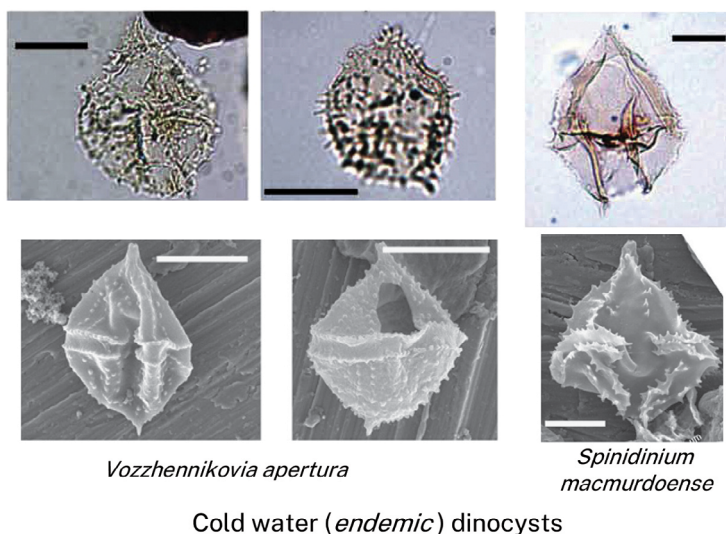 Vozzhennikovia apertura
Spinidinium
macmurdoense
Cold water (endemic) dinocysts